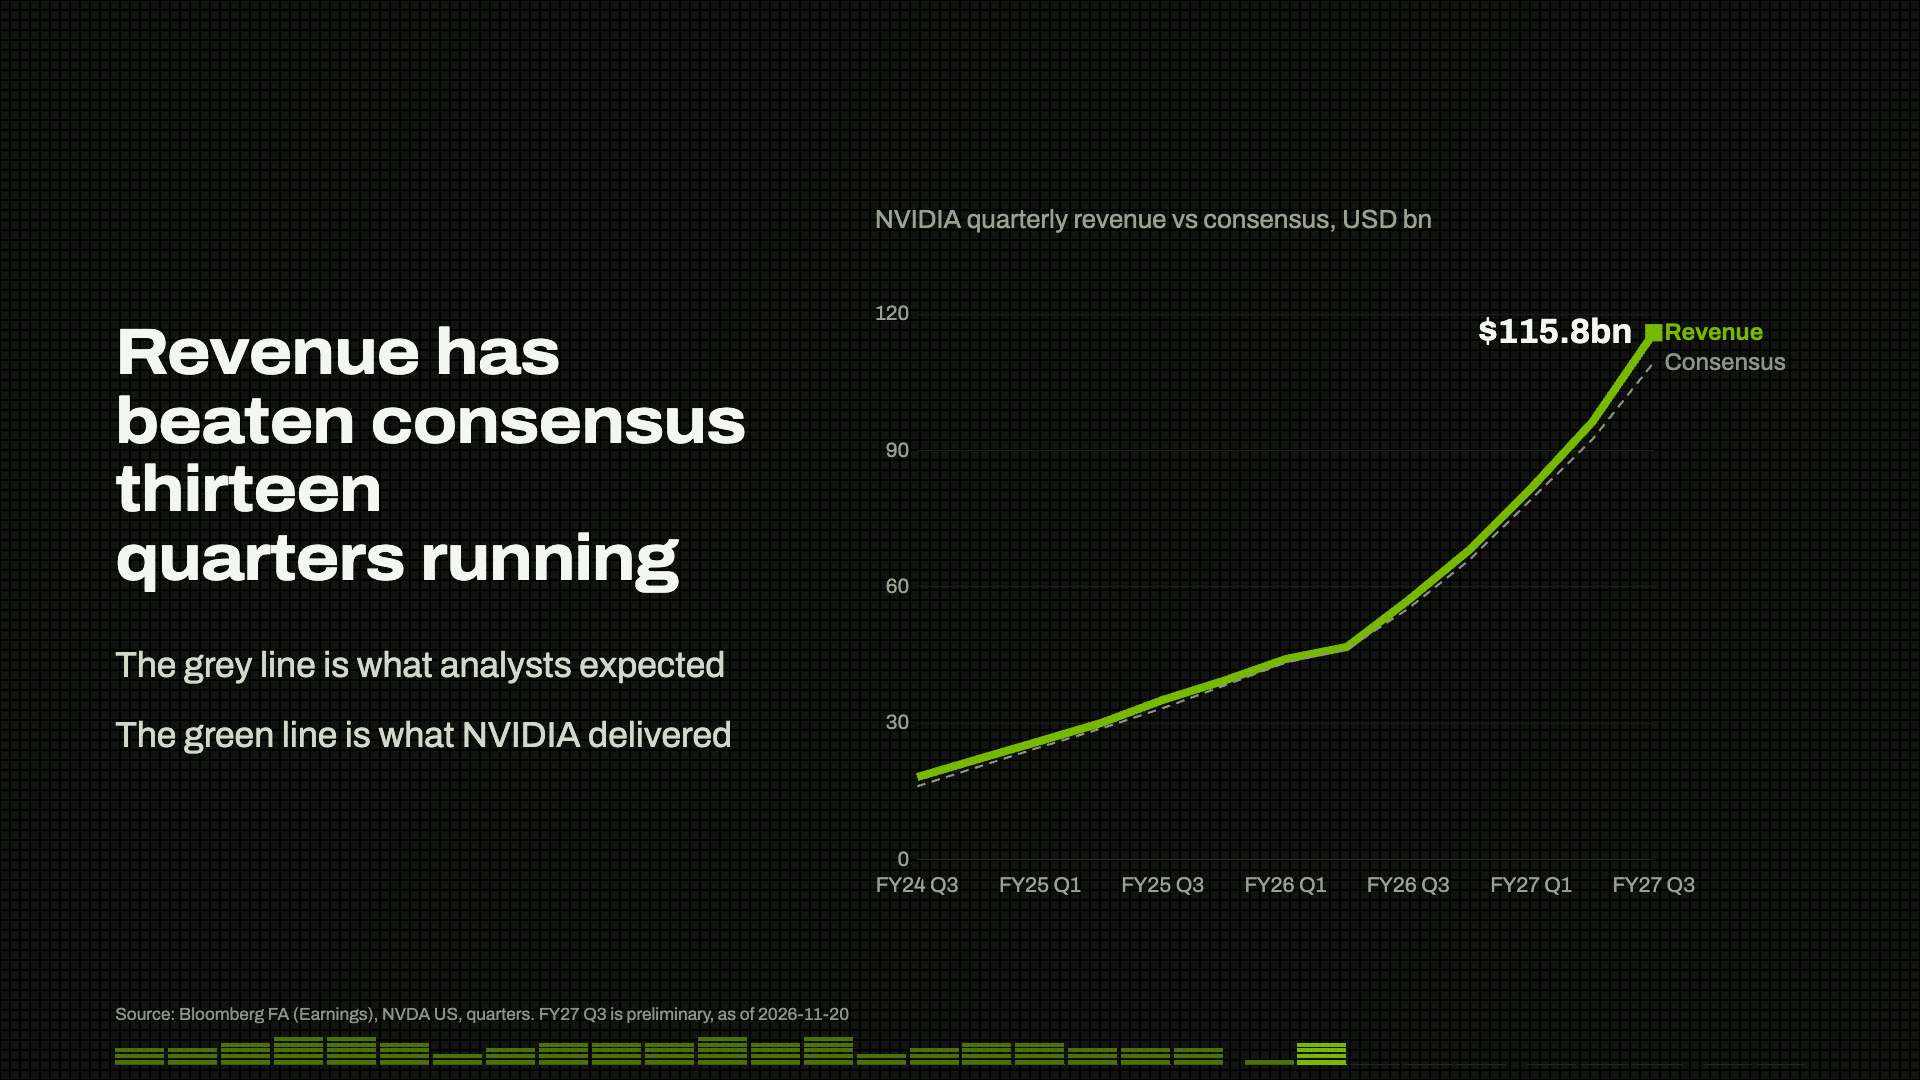 Revenue has
beaten consensus
thirteen
quarters running
The grey line is what analysts expected
The green line is what NVIDIA delivered
NVIDIA quarterly revenue vs consensus, USD bn
120
90
60
30
0
$115.8bn
Revenue
Consensus
FY24 Q3 FY25 Q1 FY25 Q3 FY26 Q1 FY26 Q3 FY27 Q1 FY27 Q3
Source: Bloomberg FA (Earnings), NVDA US, quarters. FY27 Q3 is preliminary, as of 2026-11-20